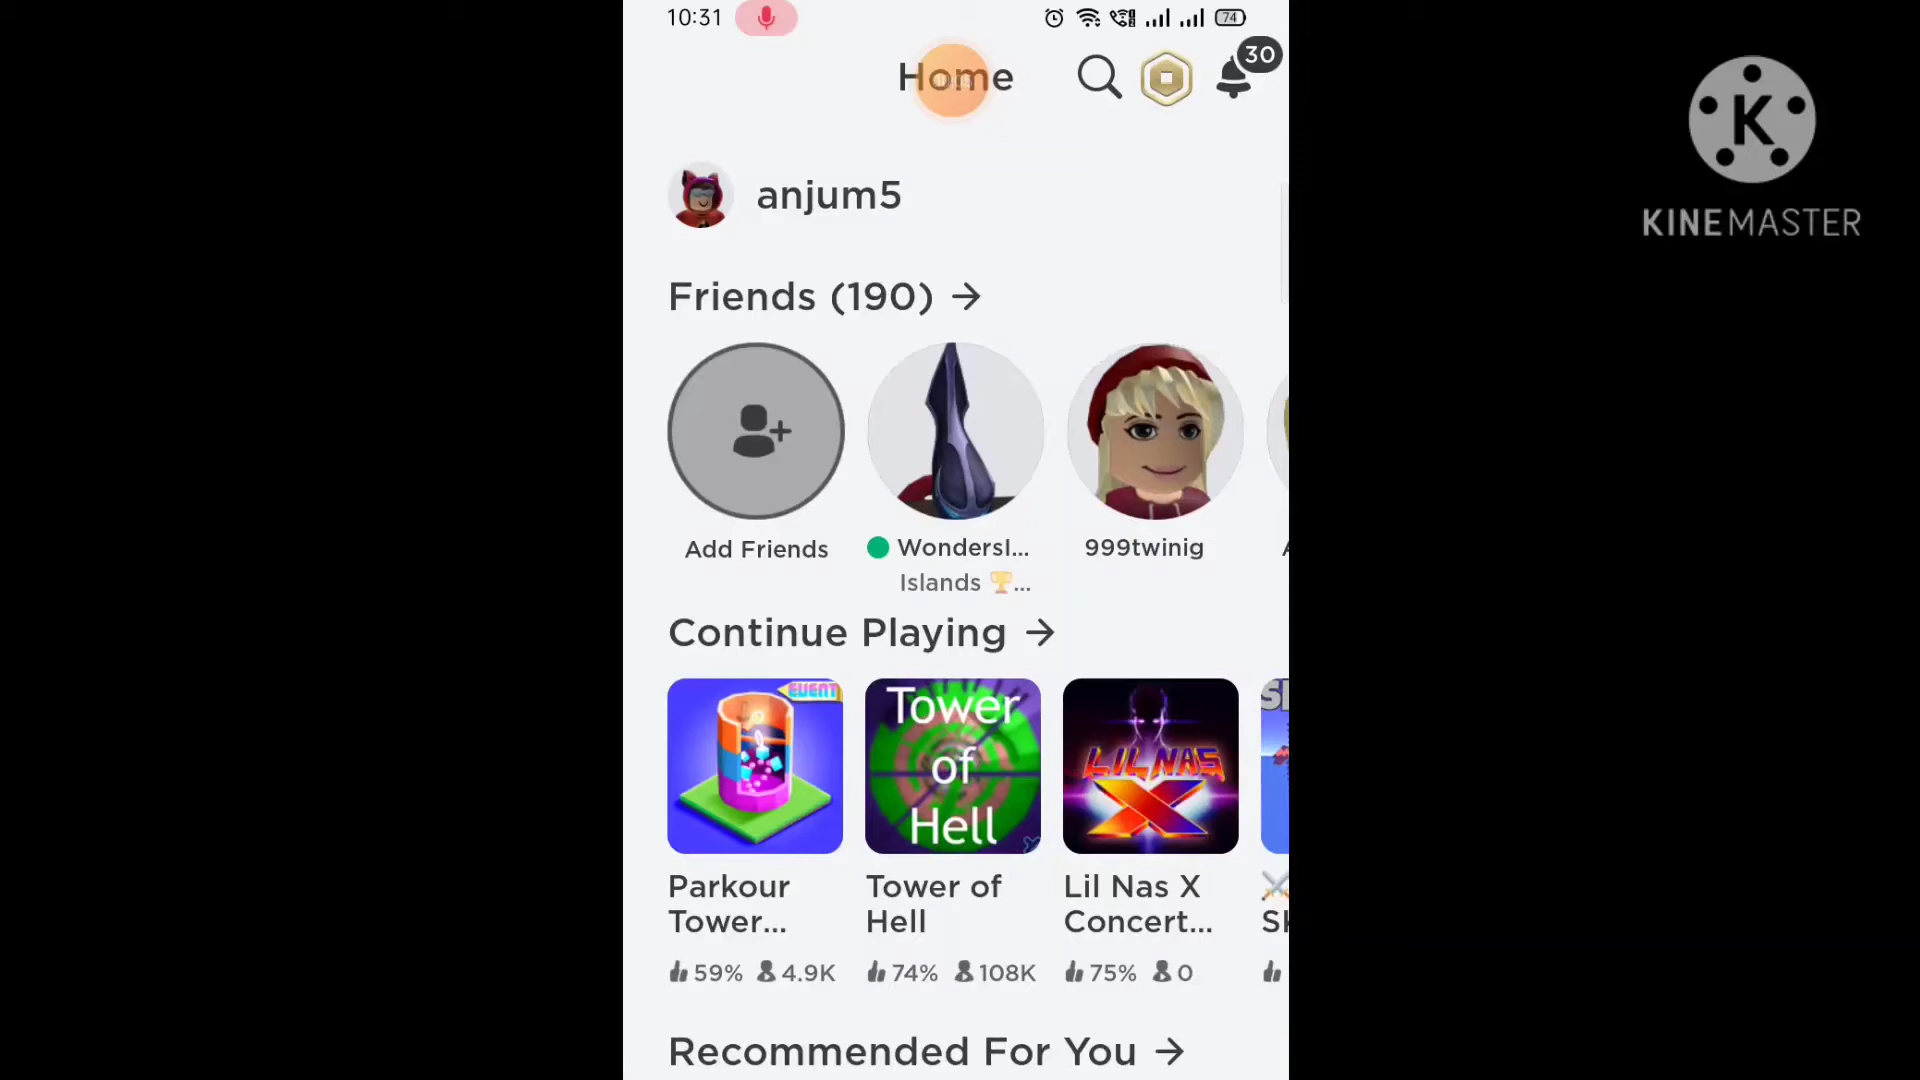 10:31
74
30
Home
anjum5
Friends (190) →
Add Friends
WondersI...
Islands 🏆...
999twinig
Continue Playing →
EVENT
Tower
of
Hell
LIL NAS
X
Parkour
Tower...
Tower of
Hell
Lil Nas X
Concert...
59% 4.9K
74% 108K
75% 0
Recommended For You →
K
KINEMASTER